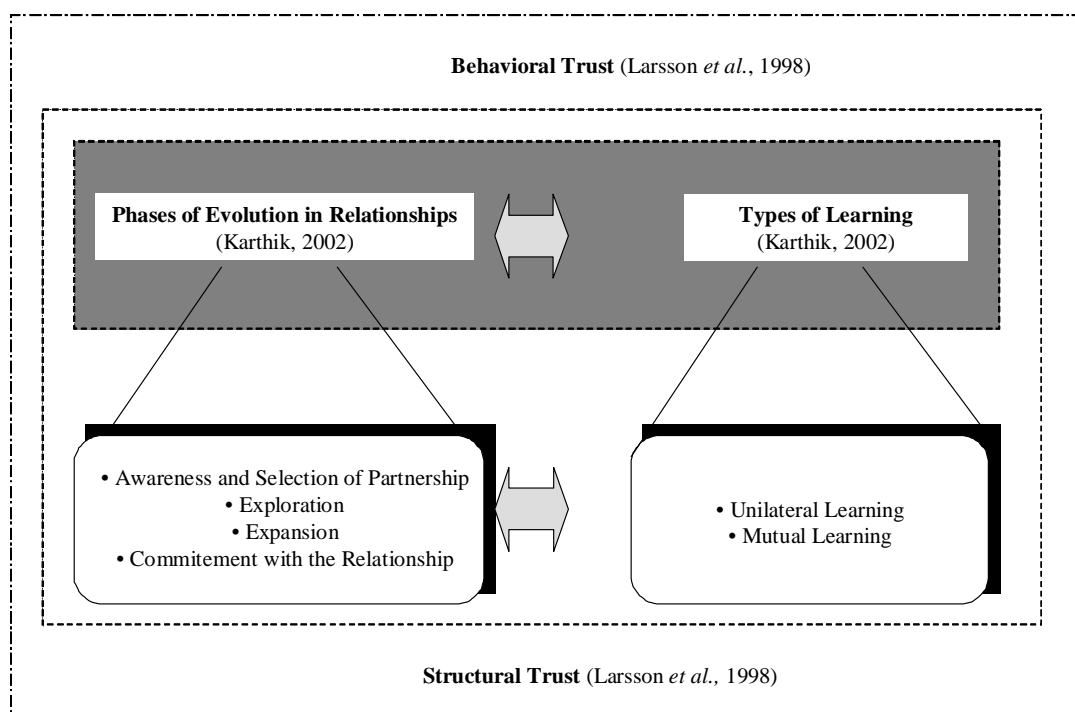 Behavioral Trust (Larsson et al., 1998)
Phases of Evolution in Relationships
(Karthik, 2002)
Types of Learning
(Karthik, 2002)
• Awareness and Selection of Partnership
• Exploration
• Expansion
• Commitement with the Relationship
• Unilateral Learning
• Mutual Learning
Structural Trust (Larsson et al., 1998)